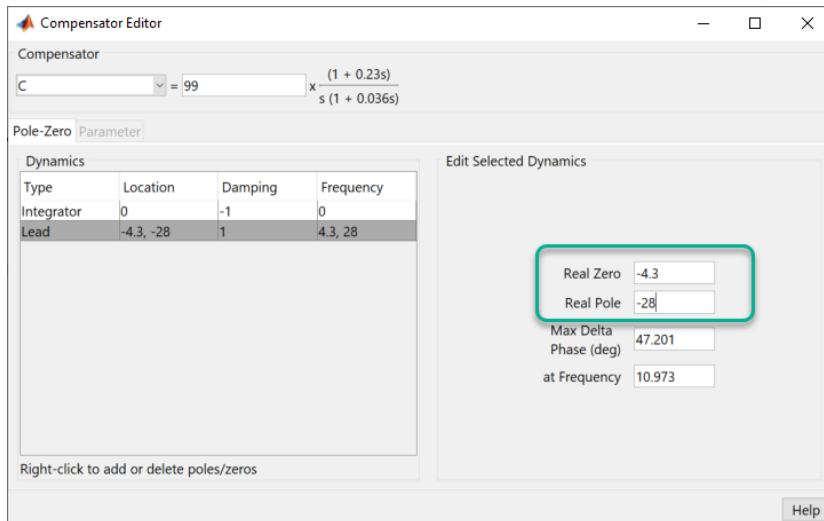 Compensator Editor
Compensator
C = 99 x (1 + 0.23s)
s (1 + 0.036s)
Pole-Zero Parameter
Dynamics
Type Location Damping Frequency
Integrator 0 -1 0
Lead -4.3, -28 1 4.3, 28
Right-click to add or delete poles/zeros
Edit Selected Dynamics
Real Zero -4.3
Real Pole -28
Max Delta
Phase (deg) 47.201
at Frequency 10.973
Help